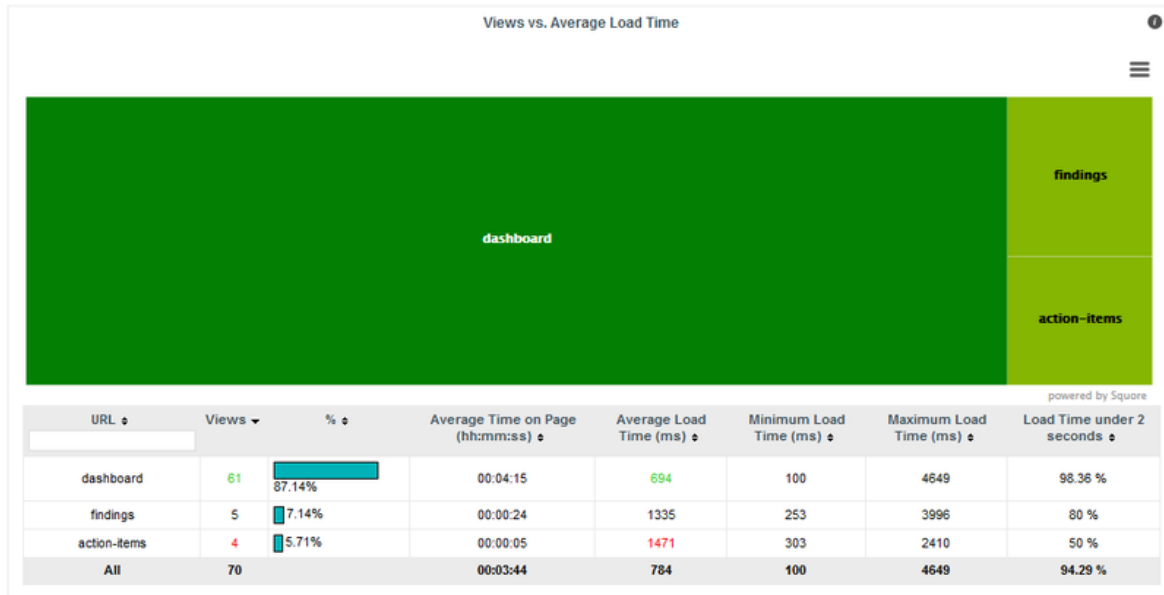 Views vs. Average Load Time
dashboard
findings
action-items
powered by Squore
URL Views % Average Time on Page (hh:mm:ss) Average Load Time (ms) Minimum Load Time (ms) Maximum Load Time (ms) Load Time under 2 seconds
dashboard 61 87.14% 00:04:15 694 100 4649 98.36 %
findings 5 7.14% 00:00:24 1335 253 3996 80 %
action-items 4 5.71% 00:00:05 1471 303 2410 50 %
All 70 00:03:44 784 100 4649 94.29 %